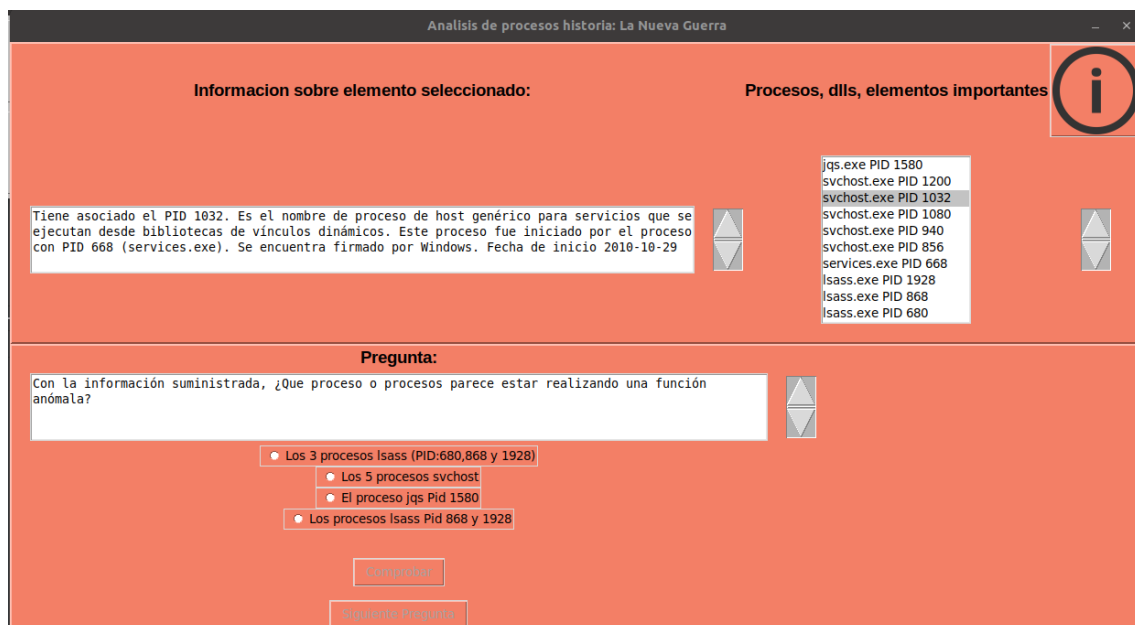 Analisis de procesos historia: La Nueva Guerra
Informacion sobre elemento seleccionado:
Procesos, dlls, elementos importantes
i
jqs.exe PID 1580
svchost.exe PID 1200
svchost.exe PID 1032
svchost.exe PID 1080
svchost.exe PID 940
svchost.exe PID 856
services.exe PID 668
lsass.exe PID 1928
lsass.exe PID 868
lsass.exe PID 680
Tiene asociado el PID 1032. Es el nombre de proceso de host genérico para servicios que se
ejecutan desde bibliotecas de vínculos dinámicos. Este proceso fue iniciado por el proceso
con PID 668 (services.exe). Se encuentra firmado por Windows. Fecha de inicio 2010-10-29
Pregunta:
Con la información suministrada, ¿Que proceso o procesos parece estar realizando una función
anómala?
Los 3 procesos lsass (PID:680,868 y 1928)
Los 5 procesos svchost
El proceso jqs Pid 1580
Los procesos lsass Pid 868 y 1928
Comprobar
Siguiente Pregunta